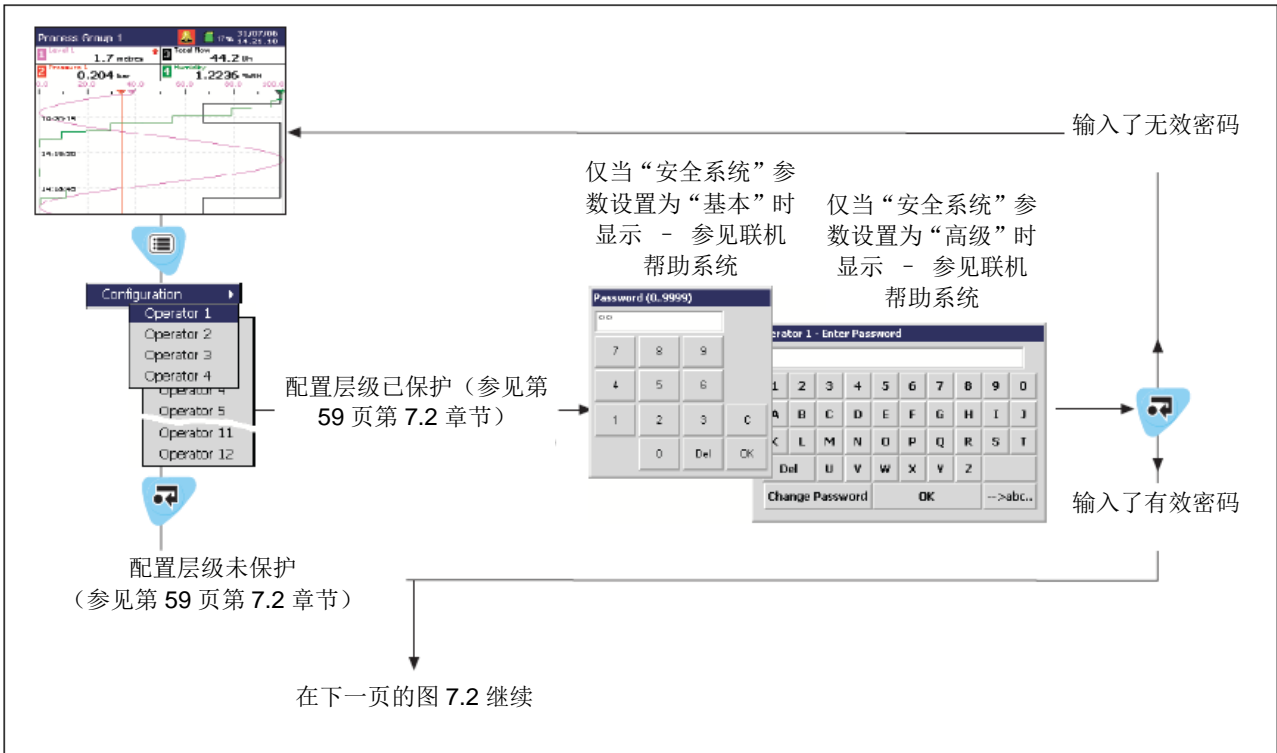 Process Group 1
17% 31/07/06
14:21:10
1 Level 1
1.7 metres
3 Total Flow
44.2 l/h
2 Pressure 1
0.204 bar
4 Humidity
1.2236 %RH
0.0 20.0 40.0 60.0 80.0 100.0
14:19:30
14:18:45
输入了无效密码
仅当“安全系统”参
数设置为“基本”时
显示 – 参见联机
帮助系统
仅当“安全系统”参
数设置为“高级”时
显示 – 参见联机
帮助系统
Configuration
Operator 1
Operator 2
Operator 3
Operator 4
Operator 4
Operator 5
Operator 11
Operator 12
配置层级已保护（参见第
59 页第 7.2 章节）
Password (0..9999)
7 8 9
4 5 6
1 2 3 C
0 Del OK
erator 1 - Enter Password
1 2 3 4 5 6 7 8 9 0
A B C D E F G H I J
K L M N O P Q R S T
Del U V W X Y Z
Change Password OK -->abc..
输入了有效密码
配置层级未保护
（参见第 59 页第 7.2 章节）
在下一页的图 7.2 继续